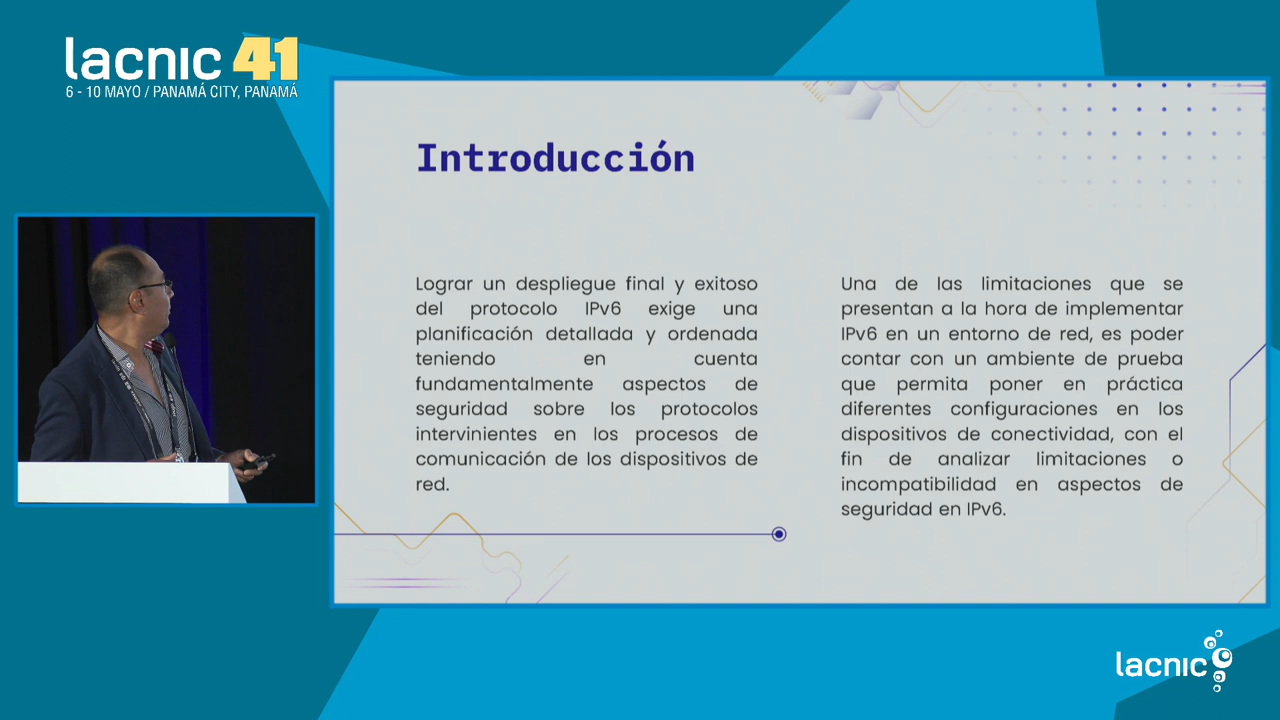 lacnic 41
6 - 10 MAYO / PANAMÁ CITY, PANAMÁ
Introducción
Lograr un despliegue final y exitoso
del protocolo IPv6 exige una
planificación detallada y ordenada
teniendo en cuenta
fundamentalmente aspectos de
seguridad sobre los protocolos
intervinientes en los procesos de
comunicación de los dispositivos de
red.
Una de las limitaciones que se
presentan a la hora de implementar
IPv6 en un entorno de red, es poder
contar con un ambiente de prueba
que permita poner en práctica
diferentes configuraciones en los
dispositivos de conectividad, con el
fin de analizar limitaciones o
incompatibilidad en aspectos de
seguridad en IPv6.
lacnic